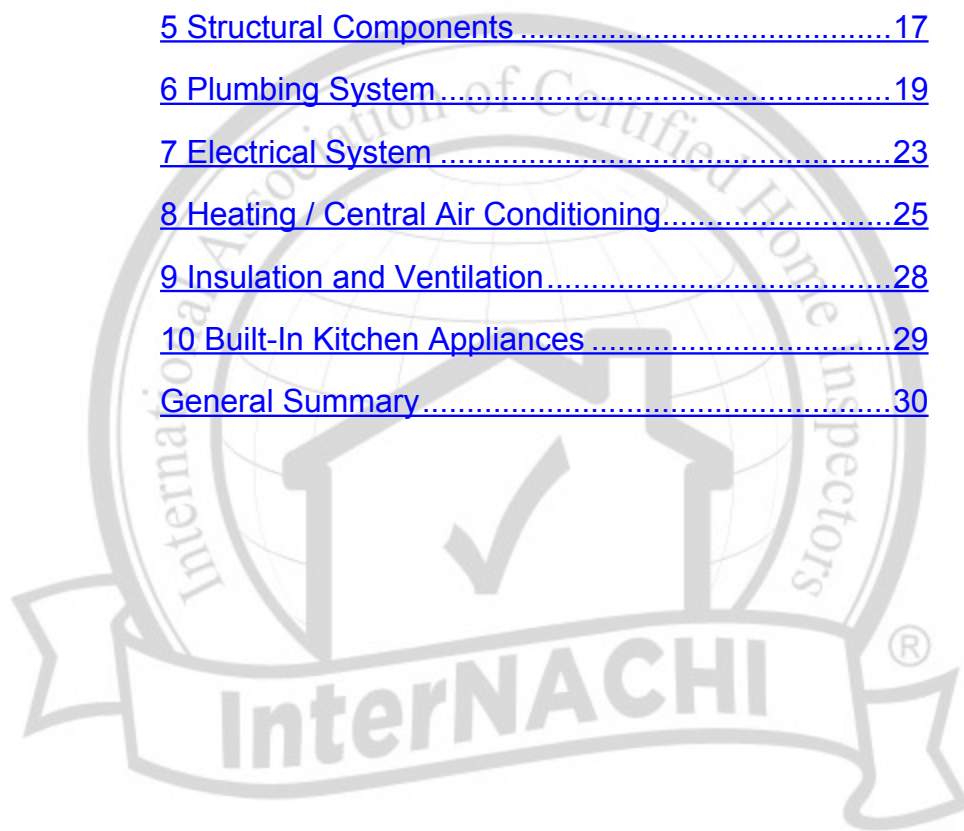 5 Structural Components..........................................17
6 Plumbing System...................................................19
7 Electrical System...................................................23
8 Heating / Central Air Conditioning..........................25
9 Insulation and Ventilation.......................................28
10 Built-In Kitchen Appliances...................................29
General Summary.....................................................30
International Association of Certified Home Inspectors
InterNACHI
®